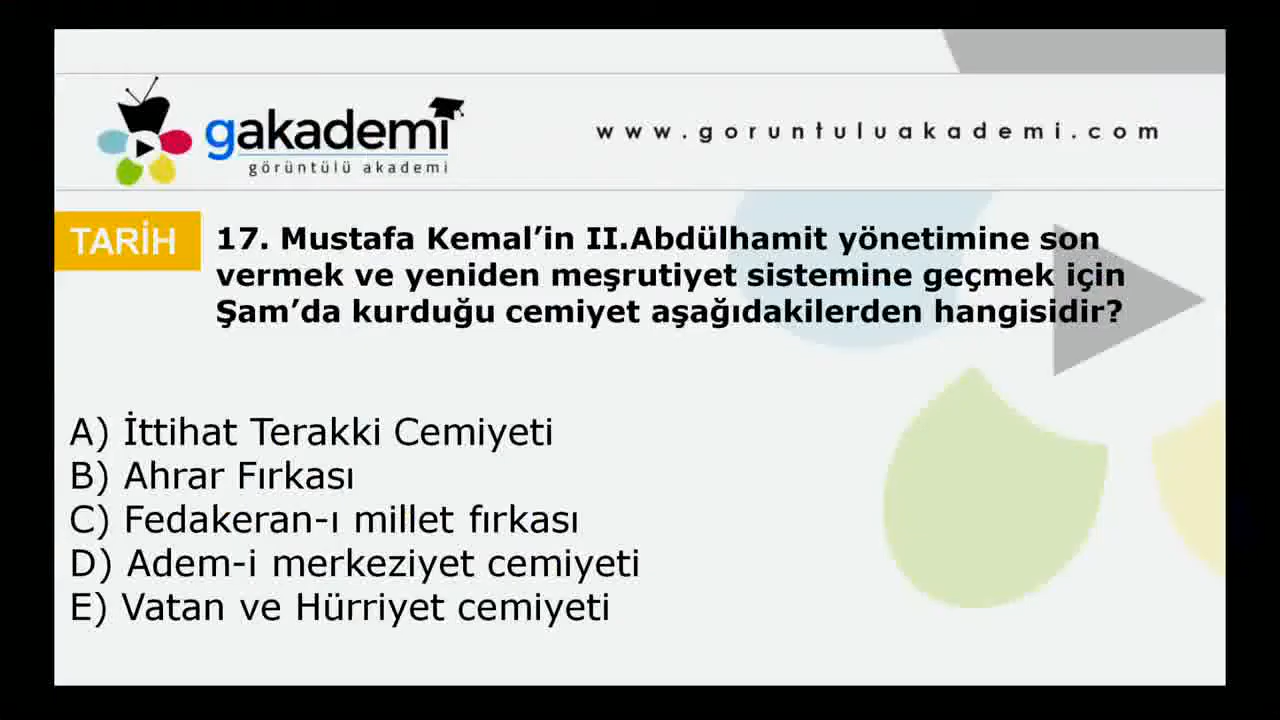 gakademi
görüntülü akademi
www.goruntuluakademi.com
TARİH
17. Mustafa Kemal’in II.Abdülhamit yönetimine son
vermek ve yeniden meşrutiyet sistemine geçmek için
Şam’da kurduğu cemiyet aşağıdakilerden hangisidir?
A) İttihat Terakki Cemiyeti
B) Ahrar Fırkası
C) Fedakeran-ı millet fırkası
D) Adem-i merkeziyet cemiyeti
E) Vatan ve Hürriyet cemiyeti